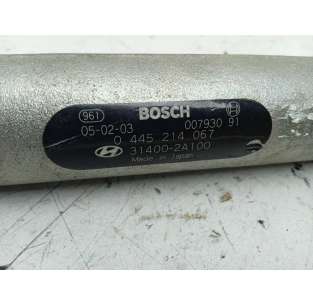 961 BOSCH
05-02-03 007930 91
0 445 214 067
31400-2A100
Made in Japan